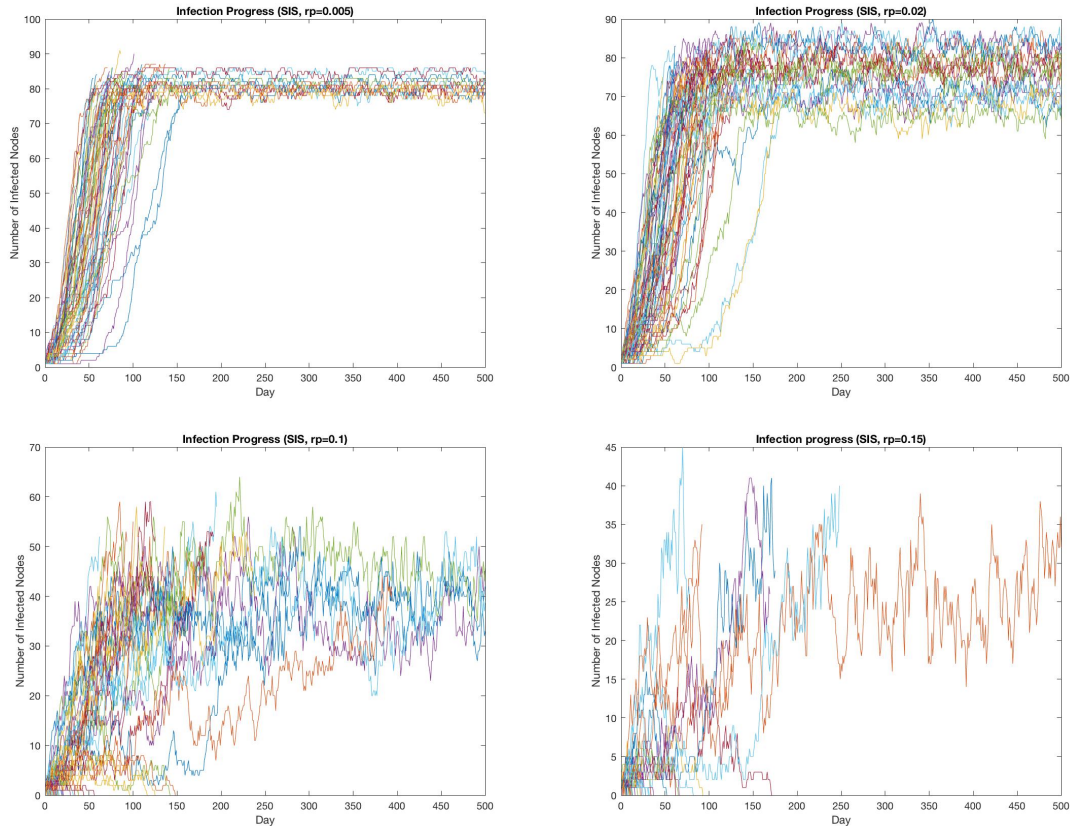 Infection Progress (SIS, rp=0.005)
100
90
80
70
60
50
40
30
20
10
0
Number of Infected Nodes
0 50 100 150 200 250 300 350 400 450 500
Day
Infection Progress (SIS, rp=0.02)
90
80
70
60
50
40
30
20
10
0
Number of Infected Nodes
0 50 100 150 200 250 300 350 400 450 500
Day
Infection Progress (SIS, rp=0.1)
70
60
50
40
30
20
10
0
Number of Infected Nodes
0 50 100 150 200 250 300 350 400 450 500
Day
Infection progress (SIS, rp=0.15)
45
40
35
30
25
20
15
10
5
0
Number of Infected Nodes
0 50 100 150 200 250 300 350 400 450 500
Day